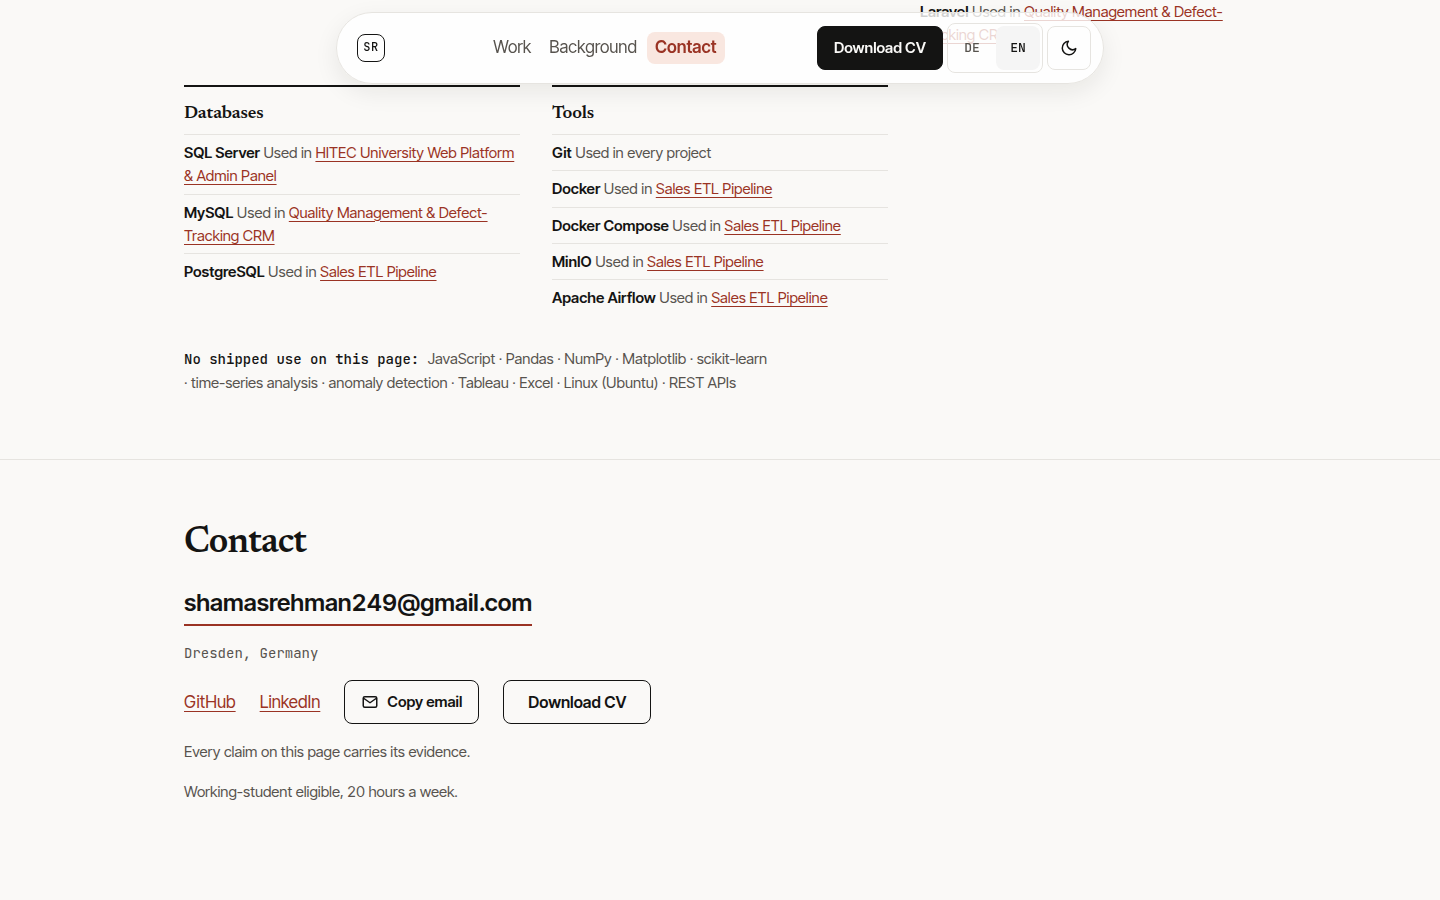 Laravel Used in Quality Management & Defect-
cking CR
SR
Work Background Contact
Download CV
DE EN
Databases
SQL Server Used in HITEC University Web Platform
& Admin Panel
MySQL Used in Quality Management & Defect-
Tracking CRM
PostgreSQL Used in Sales ETL Pipeline
Tools
Git Used in every project
Docker Used in Sales ETL Pipeline
Docker Compose Used in Sales ETL Pipeline
MinIO Used in Sales ETL Pipeline
Apache Airflow Used in Sales ETL Pipeline
No shipped use on this page: JavaScript · Pandas · NumPy · Matplotlib · scikit-learn
· time-series analysis · anomaly detection · Tableau · Excel · Linux (Ubuntu) · REST APIs
Contact
shamasrehman249@gmail.com
Dresden, Germany
GitHub LinkedIn Copy email Download CV
Every claim on this page carries its evidence.
Working-student eligible, 20 hours a week.